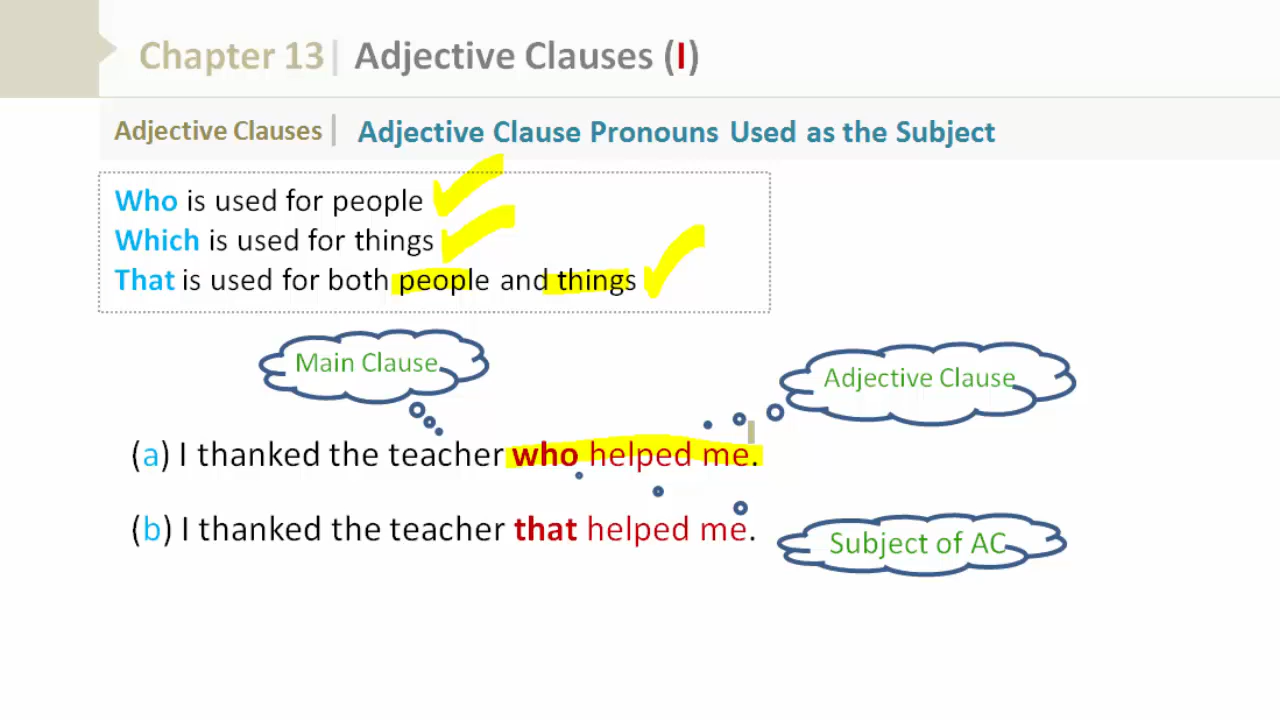 Chapter 13| Adjective Clauses (I)
Adjective Clauses | Adjective Clause Pronouns Used as the Subject
Who is used for people
Which is used for things
That is used for both people and things
Main Clause
Adjective Clause
(a) I thanked the teacher who helped me.
(b) I thanked the teacher that helped me.
Subject of AC